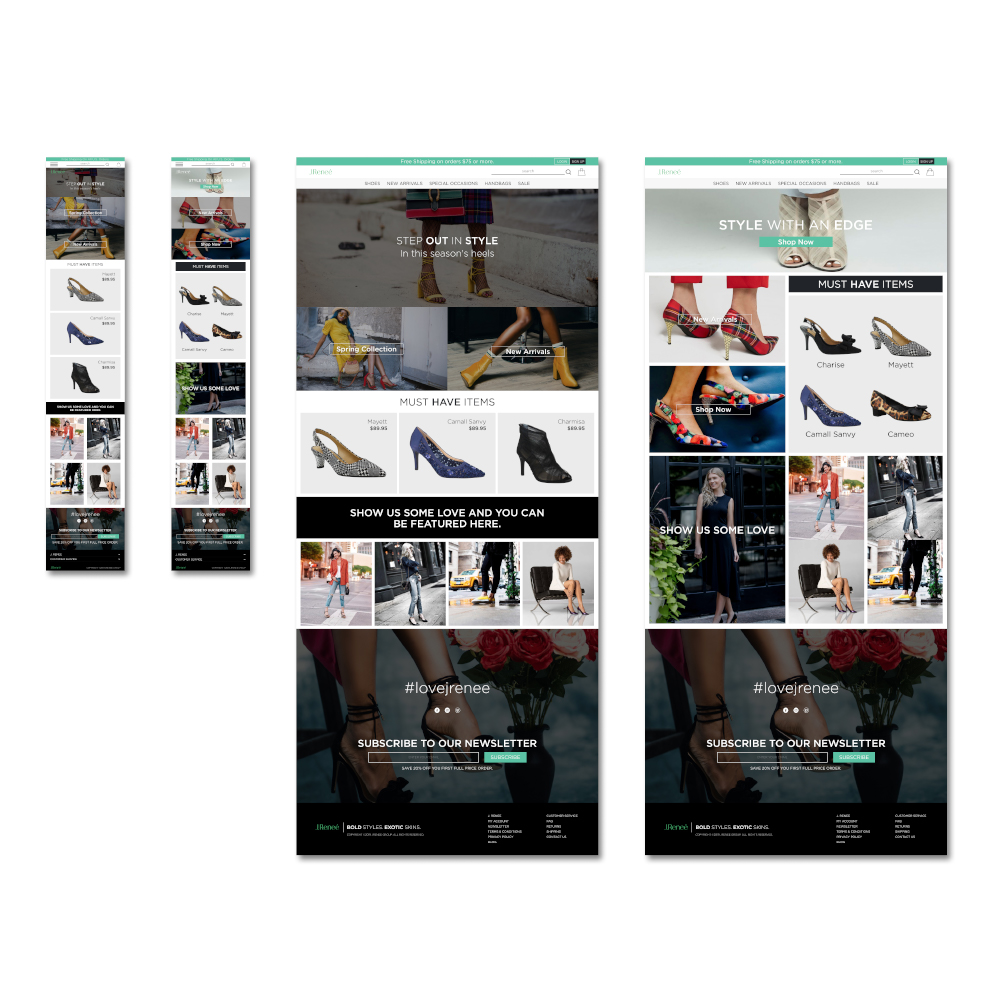 Free Shipping on orders $75 or more.
LOGIN SIGN UP
J.Reneé
search
SHOES NEW ARRIVALS SPECIAL OCCASIONS HANDBAGS SALE
STEP OUT IN STYLE
In this season's heels
Spring Collection
New Arrivals
MUST HAVE ITEMS
Mayett
$89.95
Camall Sanvy
$89.95
Charmisa
$89.95
SHOW US SOME LOVE AND YOU CAN
BE FEATURED HERE.
#lovejrenee
SUBSCRIBE TO OUR NEWSLETTER
SUBSCRIBE
SAVE 20% OFF YOU FIRST FULL PRICE ORDER.
J.Reneé
BOLD STYLES. EXOTIC SKINS.
J. RENEE
MY ACCOUNT
NEWSLETTER
TERMS & CONDITIONS
PRIVACY POLICY
BLOG
CUSTOMER SERVICE
FAQ
RETURNS
SHIPPING
CONTACT US
Free Shipping on orders $75 or more.
LOGIN SIGN UP
J.Reneé
search
SHOES NEW ARRIVALS SPECIAL OCCASIONS HANDBAGS SALE
STYLE WITH AN EDGE
Shop Now
New Arrivals
MUST HAVE ITEMS
Charise
Mayett
Shop Now
Camall Sanvy
Cameo
SHOW US SOME LOVE
#lovejrenee
SUBSCRIBE TO OUR NEWSLETTER
SUBSCRIBE
SAVE 20% OFF YOU FIRST FULL PRICE ORDER.
J.Reneé
BOLD STYLES. EXOTIC SKINS.
J. RENEE
MY ACCOUNT
NEWSLETTER
TERMS & CONDITIONS
PRIVACY POLICY
BLOG
CUSTOMER SERVICE
FAQ
RETURNS
SHIPPING
CONTACT US
STEP OUT IN STYLE
In this season's heels
Spring Collection
New Arrivals
MUST HAVE ITEMS
Mayett
$89.95
Camall Sanvy
$89.95
Charmisa
$89.95
SHOW US SOME LOVE AND YOU CAN
BE FEATURED HERE.
#lovejrenee
SUBSCRIBE TO OUR NEWSLETTER
SAVE 20% OFF YOU FIRST FULL PRICE ORDER.
J. RENEE
CUSTOMER SERVICE
STYLE WITH AN EDGE
Shop Now
New Arrivals
Shop Now
MUST HAVE ITEMS
Charise
Mayett
Camall Sanvy
Cameo
SHOW US SOME LOVE
#lovejrenee
SUBSCRIBE TO OUR NEWSLETTER
SAVE 20% OFF YOU FIRST FULL PRICE ORDER.
J. RENEE
CUSTOMER SERVICE